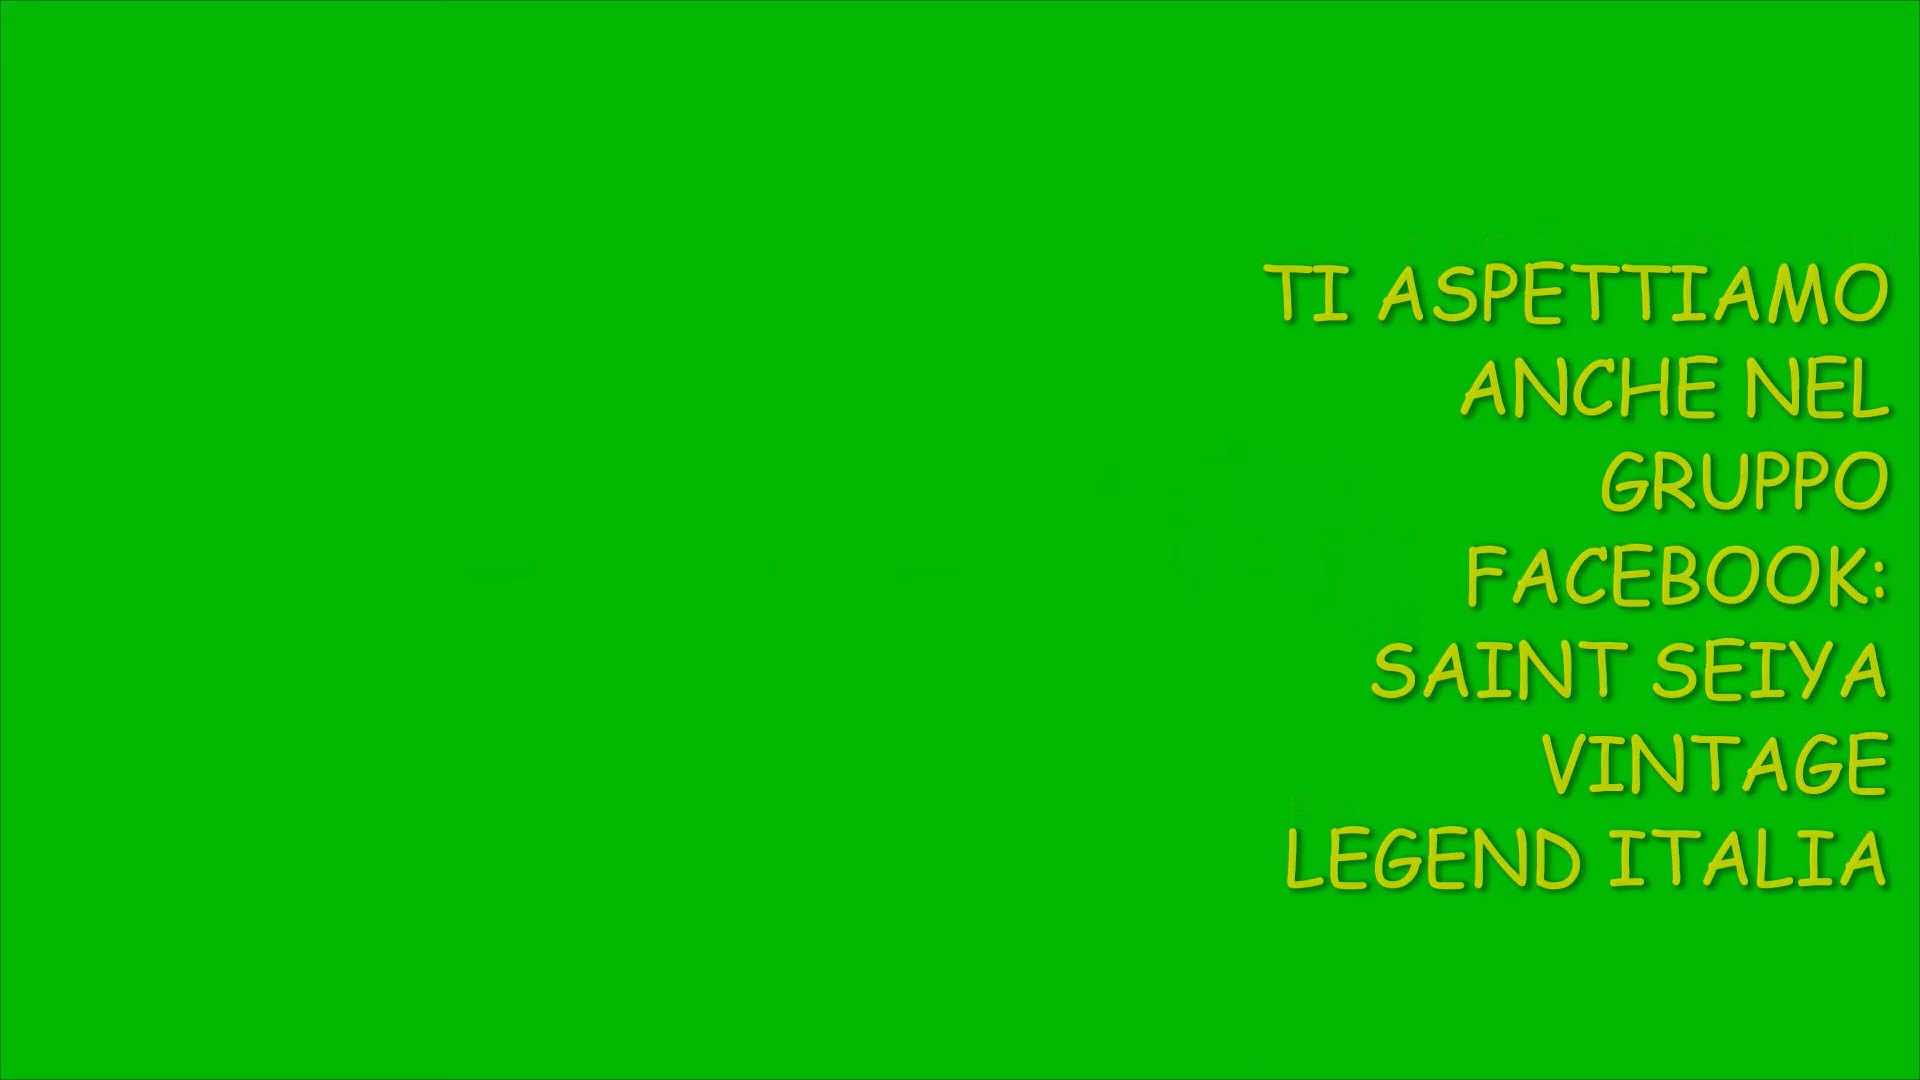 TI ASPETTIAMO
ANCHE NEL
GRUPPO
FACEBOOK:
SAINT SEIYA
VINTAGE
LEGEND ITALIA